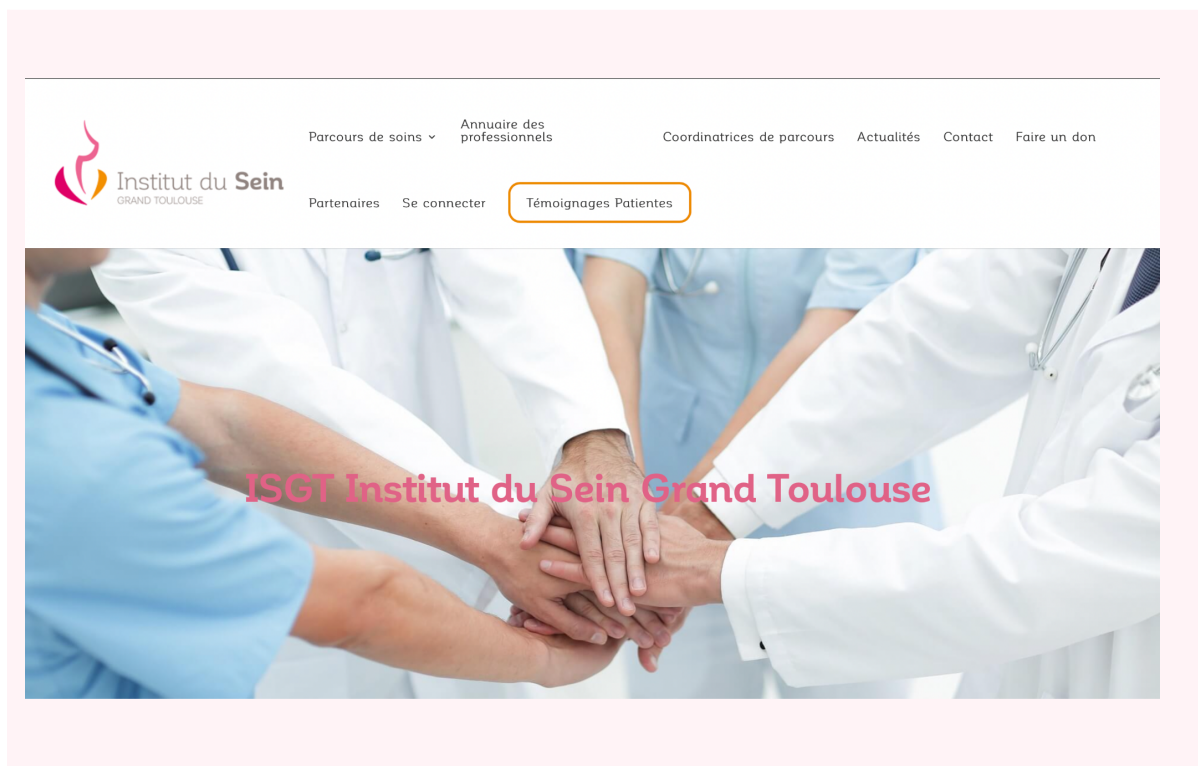 Institut du Sein
GRAND TOULOUSE
Parcours de soins
Annuaire des
professionnels
Coordinatrices de parcours
Actualités
Contact
Faire un don
Partenaires
Se connecter
Témoignages Patientes
ISGT Institut du Sein Grand Toulouse